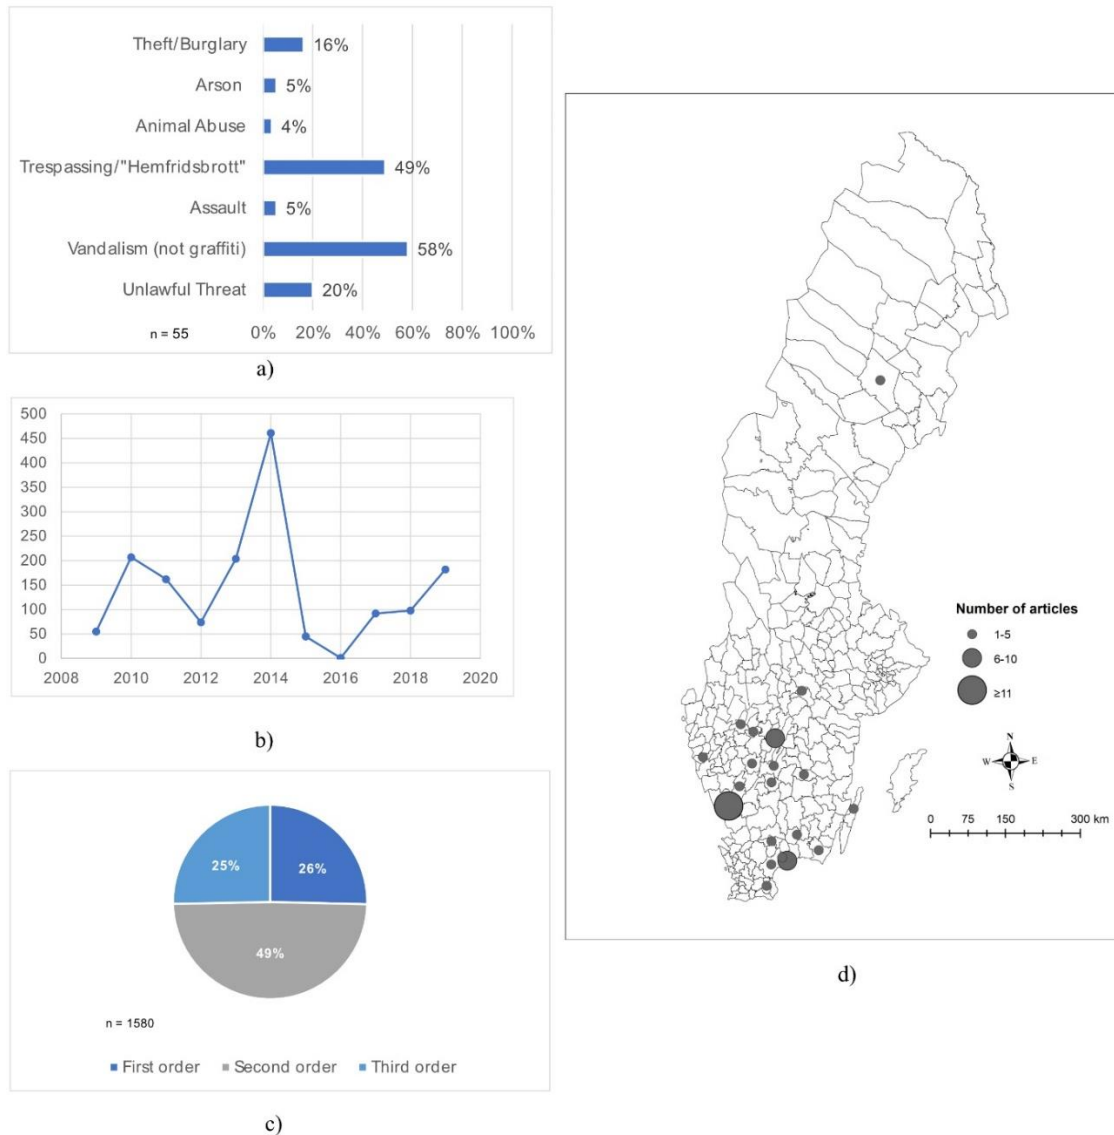 Theft/Burglary 16%
Arson 5%
Animal Abuse 4%
Trespassing/"Hemfridsbrott" 49%
Assault 5%
Vandalism (not graffiti) 58%
Unlawful Threat 20%
n = 55
0% 20% 40% 60% 80% 100%
a)
500
450
400
350
300
250
200
150
100
50
0
2008 2010 2012 2014 2016 2018 2020
b)
25% 26%
49%
n = 1580
First order Second order Third order
c)
Number of articles
1-5
6-10
≥11
N
W E
S
0 75 150 300 km
d)